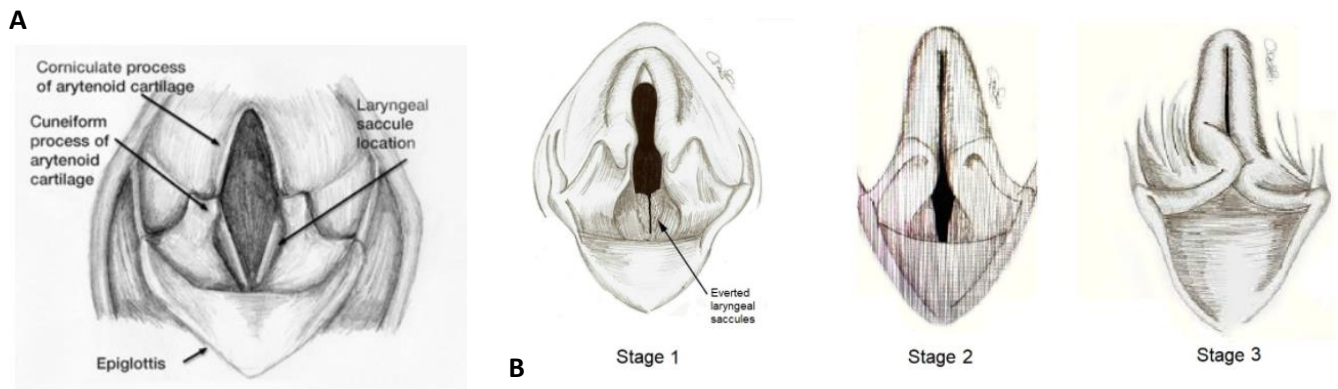 A
Corniculate process
of arytenoid cartilage
Cuneiform
process of
arytenoid
cartilage
Laryngeal
saccule
location
Epiglottis
B
Everted
laryngeal
saccules
Stage 1
Stage 2
Stage 3